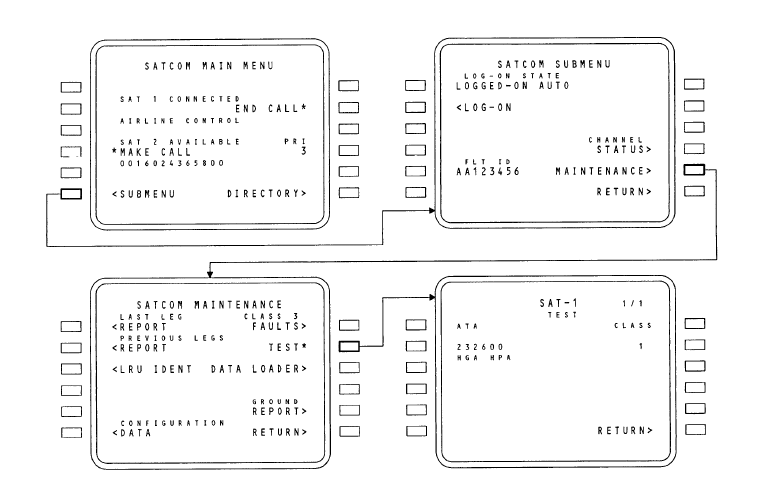 SATCOM MAIN MENU
SAT 1 CONNECTED
END CALL*
AIRLINE CONTROL
SAT 2 AVAILABLE PRI
*MAKE CALL 3
0016024365800
<SUBMENU DIRECTORY>
SATCOM SUBMENU
LOG-ON STATE
LOGGED-ON AUTO
<LOG-ON
CHANNEL
STATUS>
FLT ID
AA123456 MAINTENANCE>
RETURN>
SATCOM MAINTENANCE
LAST LEG CLASS 3
<REPORT FAULTS>
PREVIOUS LEGS
<REPORT TEST*
<LRU IDENT DATA LOADER>
GROUND
REPORT>
CONFIGURATION
<DATA RETURN>
SAT-1 1/1
TEST
ATA CLASS
232600 1
HGA HPA
RETURN>